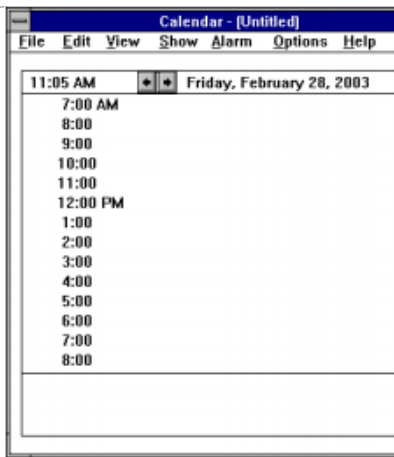 Calendar - [Untitled]
File Edit View Show Alarm Options Help
11:05 AM Friday, February 28, 2003
7:00 AM
8:00
9:00
10:00
11:00
12:00 PM
1:00
2:00
3:00
4:00
5:00
6:00
7:00
8:00